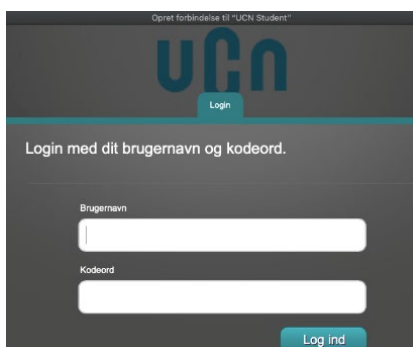 Opret forbindelse til "UCN Student"
UCN
Login
Login med dit brugernavn og kodeord.
Brugernavn
Kodeord
Log ind